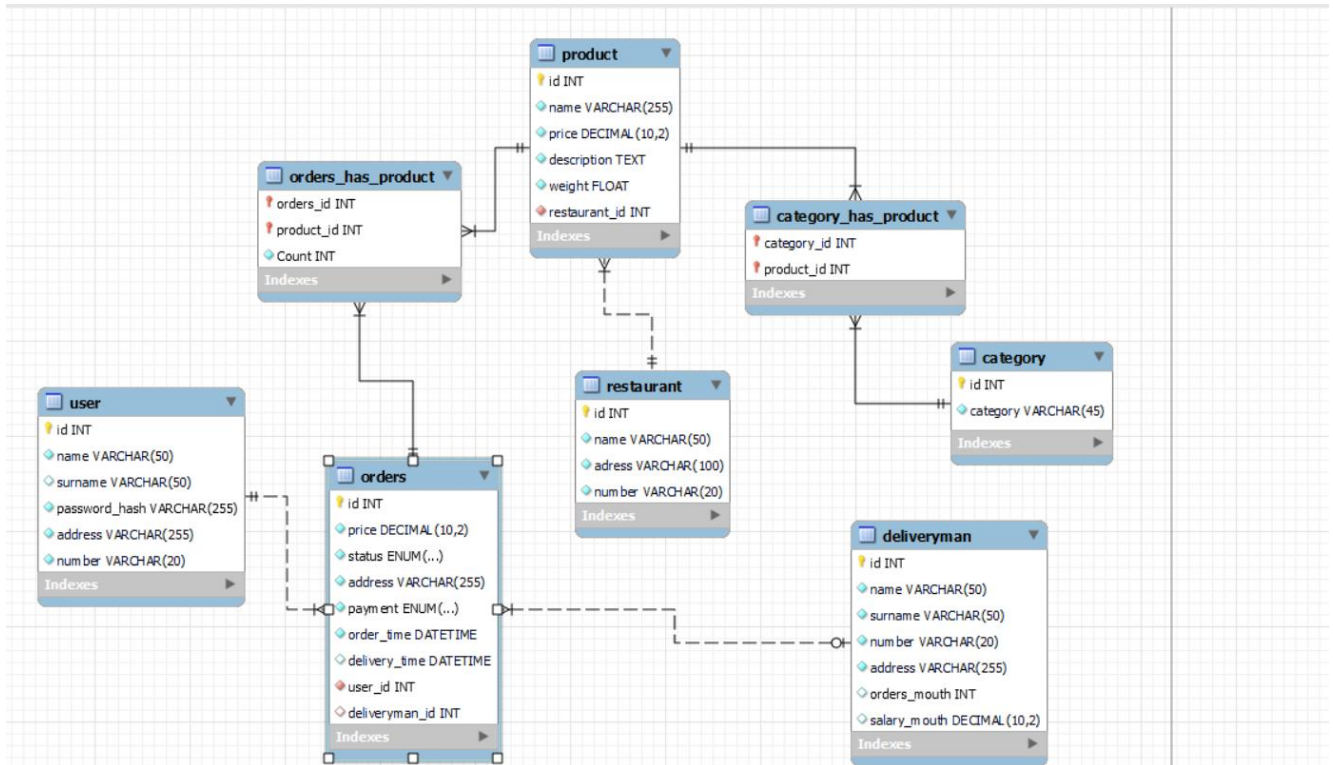 product
id INT
name VARCHAR(255)
price DECIMAL(10,2)
description TEXT
weight FLOAT
restaurant_id INT
Indexes
orders_has_product
orders_id INT
product_id INT
Count INT
Indexes
category_has_product
category_id INT
product_id INT
Indexes
category
id INT
category VARCHAR(45)
Indexes
restaurant
id INT
name VARCHAR(50)
adress VARCHAR(100)
number VARCHAR(20)
Indexes
user
id INT
name VARCHAR(50)
surname VARCHAR(50)
password_hash VARCHAR(255)
address VARCHAR(255)
number VARCHAR(20)
Indexes
orders
id INT
price DECIMAL(10,2)
status ENUM(...)
address VARCHAR(255)
payment ENUM(...)
order_time DATETIME
delivery_time DATETIME
user_id INT
deliveryman_id INT
Indexes
deliveryman
id INT
name VARCHAR(50)
surname VARCHAR(50)
number VARCHAR(20)
address VARCHAR(255)
orders_mouth INT
salary_mouth DECIMAL(10,2)
Indexes